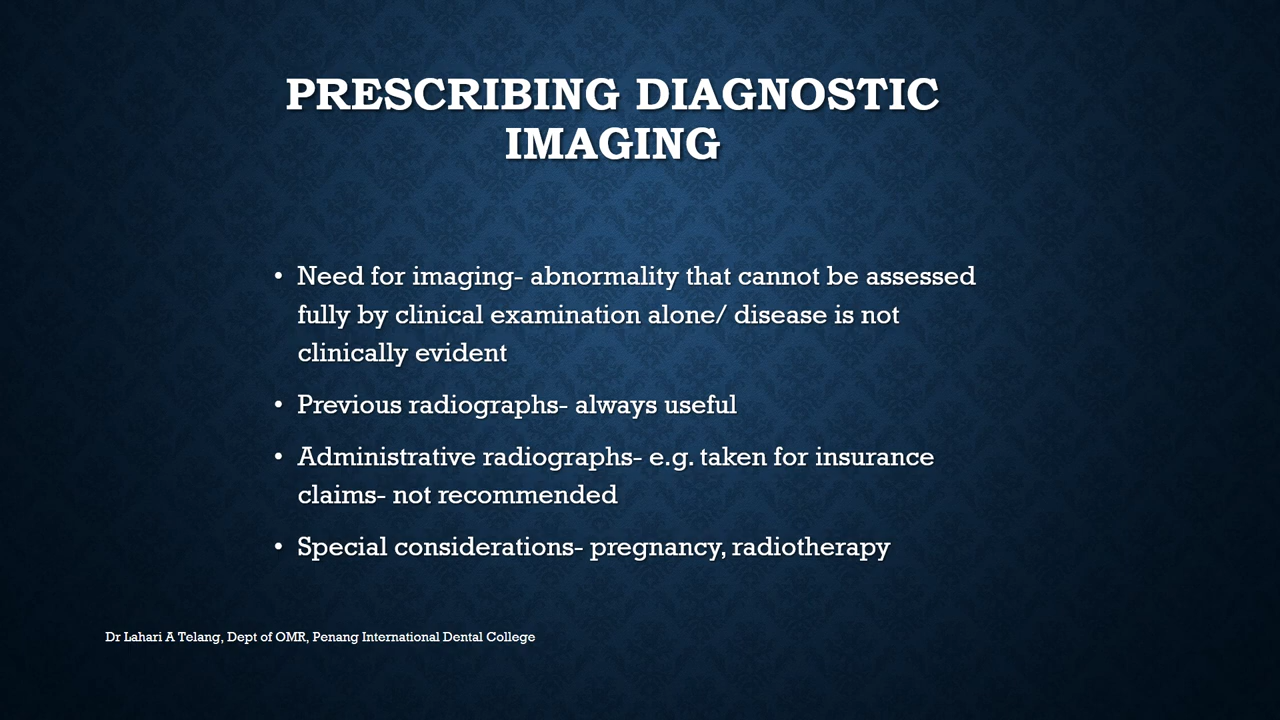 PRESCRIBING DIAGNOSTIC
IMAGING
• Need for imaging- abnormality that cannot be assessed
fully by clinical examination alone/ disease is not
clinically evident
• Previous radiographs- always useful
• Administrative radiographs- e.g. taken for insurance
claims- not recommended
• Special considerations- pregnancy, radiotherapy
Dr Lahari A Telang, Dept of OMR, Penang International Dental College